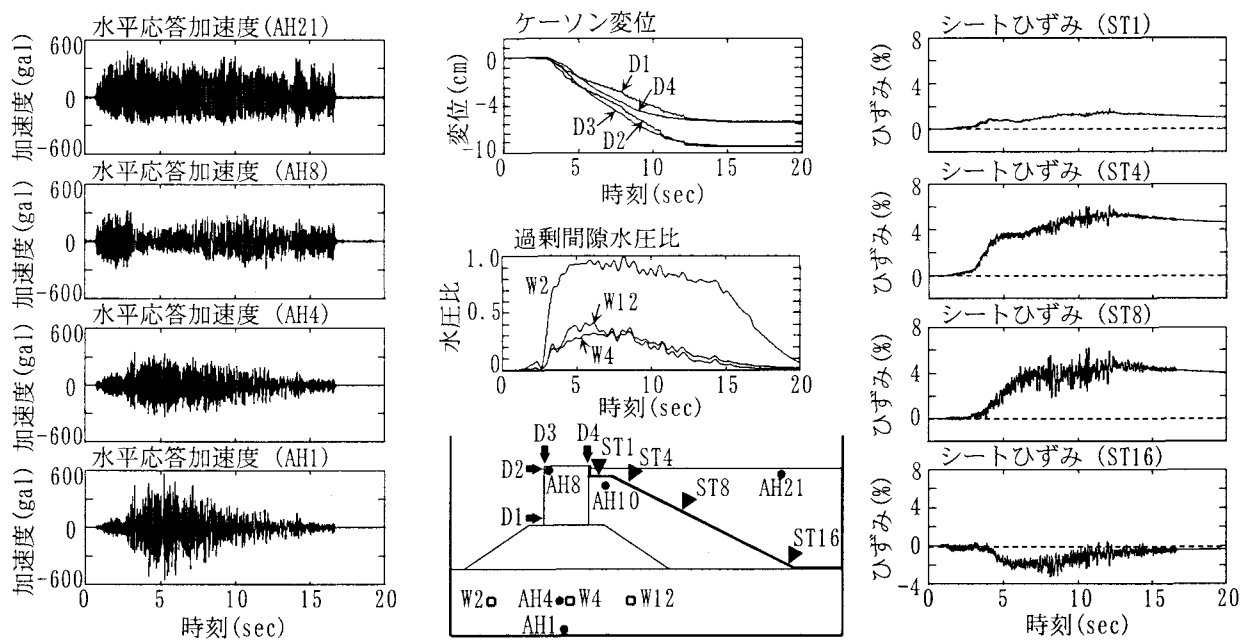 水平応答加速度(AH21)
600
0
-600
加速度(gal)
水平応答加速度 (AH8)
600
0
-600
加速度(gal)
水平応答加速度 (AH4)
600
0
-600
加速度(gal)
水平応答加速度 (AH1)
600
0
-600
加速度(gal)
0 5 10 15 20
時刻(sec)
ケーソン変位
0
-4
-10
変位(cm)
D1
D4
D3
D2
0 5 10 15 20
時刻(sec)
過剰間隙水圧比
1.0
0.5
0
水圧比
W2
W12
W4
0 5 10 15 20
時刻(sec)
D3 D4 ST1
ST4
D2
AH8
AH10
ST8
AH21
D1
ST16
W2 AH4 W4 W12
AH1
シートひずみ (ST1)
8
4
0
ひずみ(%)
シートひずみ (ST4)
8
4
0
ひずみ(%)
シートひずみ (ST8)
8
4
0
ひずみ(%)
シートひずみ (ST16)
4
0
-4
ひずみ(%)
0 5 10 15 20
時刻(sec)